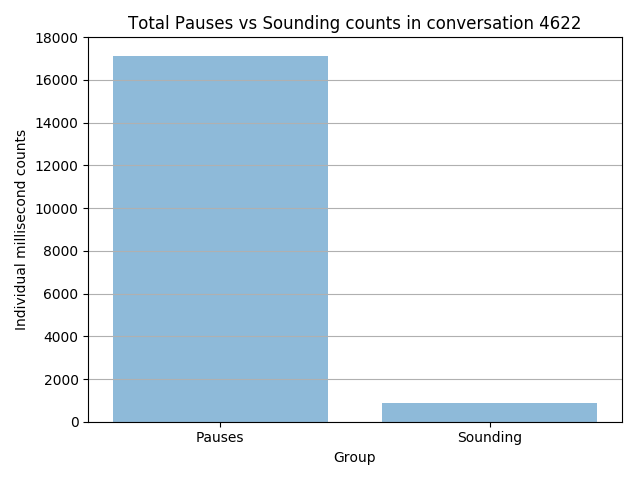 Total Pauses vs Sounding counts in conversation 4622
18000
16000
14000
12000
10000
8000
6000
4000
2000
0
Individual millisecond counts
Pauses
Sounding
Group